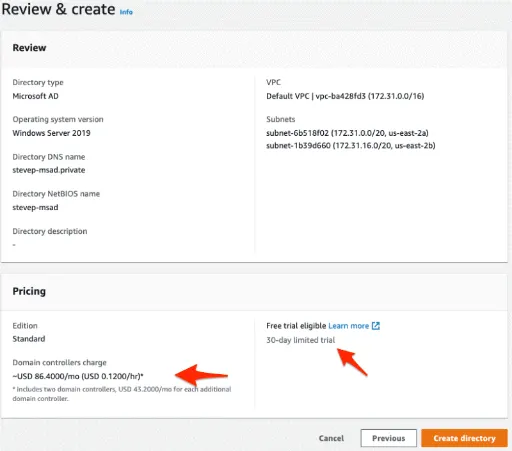 Review & create Info
Review
Directory type
Microsoft AD
Operating system version
Windows Server 2019
Directory DNS name
stevep-msad.private
Directory NetBIOS name
stevep-msad
Directory description
-
VPC
Default VPC | vpc-ba428fd3 (172.31.0.0/16)
Subnets
subnet-6b518f02 (172.31.0.0/20, us-east-2a)
subnet-1b39d660 (172.31.16.0/20, us-east-2b)
Pricing
Edition
Standard
Domain controllers charge
~USD 86.4000/mo (USD 0.1200/hr)*
* Includes two domain controllers, USD 43.2000/mo for each additional
domain controller.
Free trial eligible Learn more
30-day limited trial
Cancel
Previous
Create directory